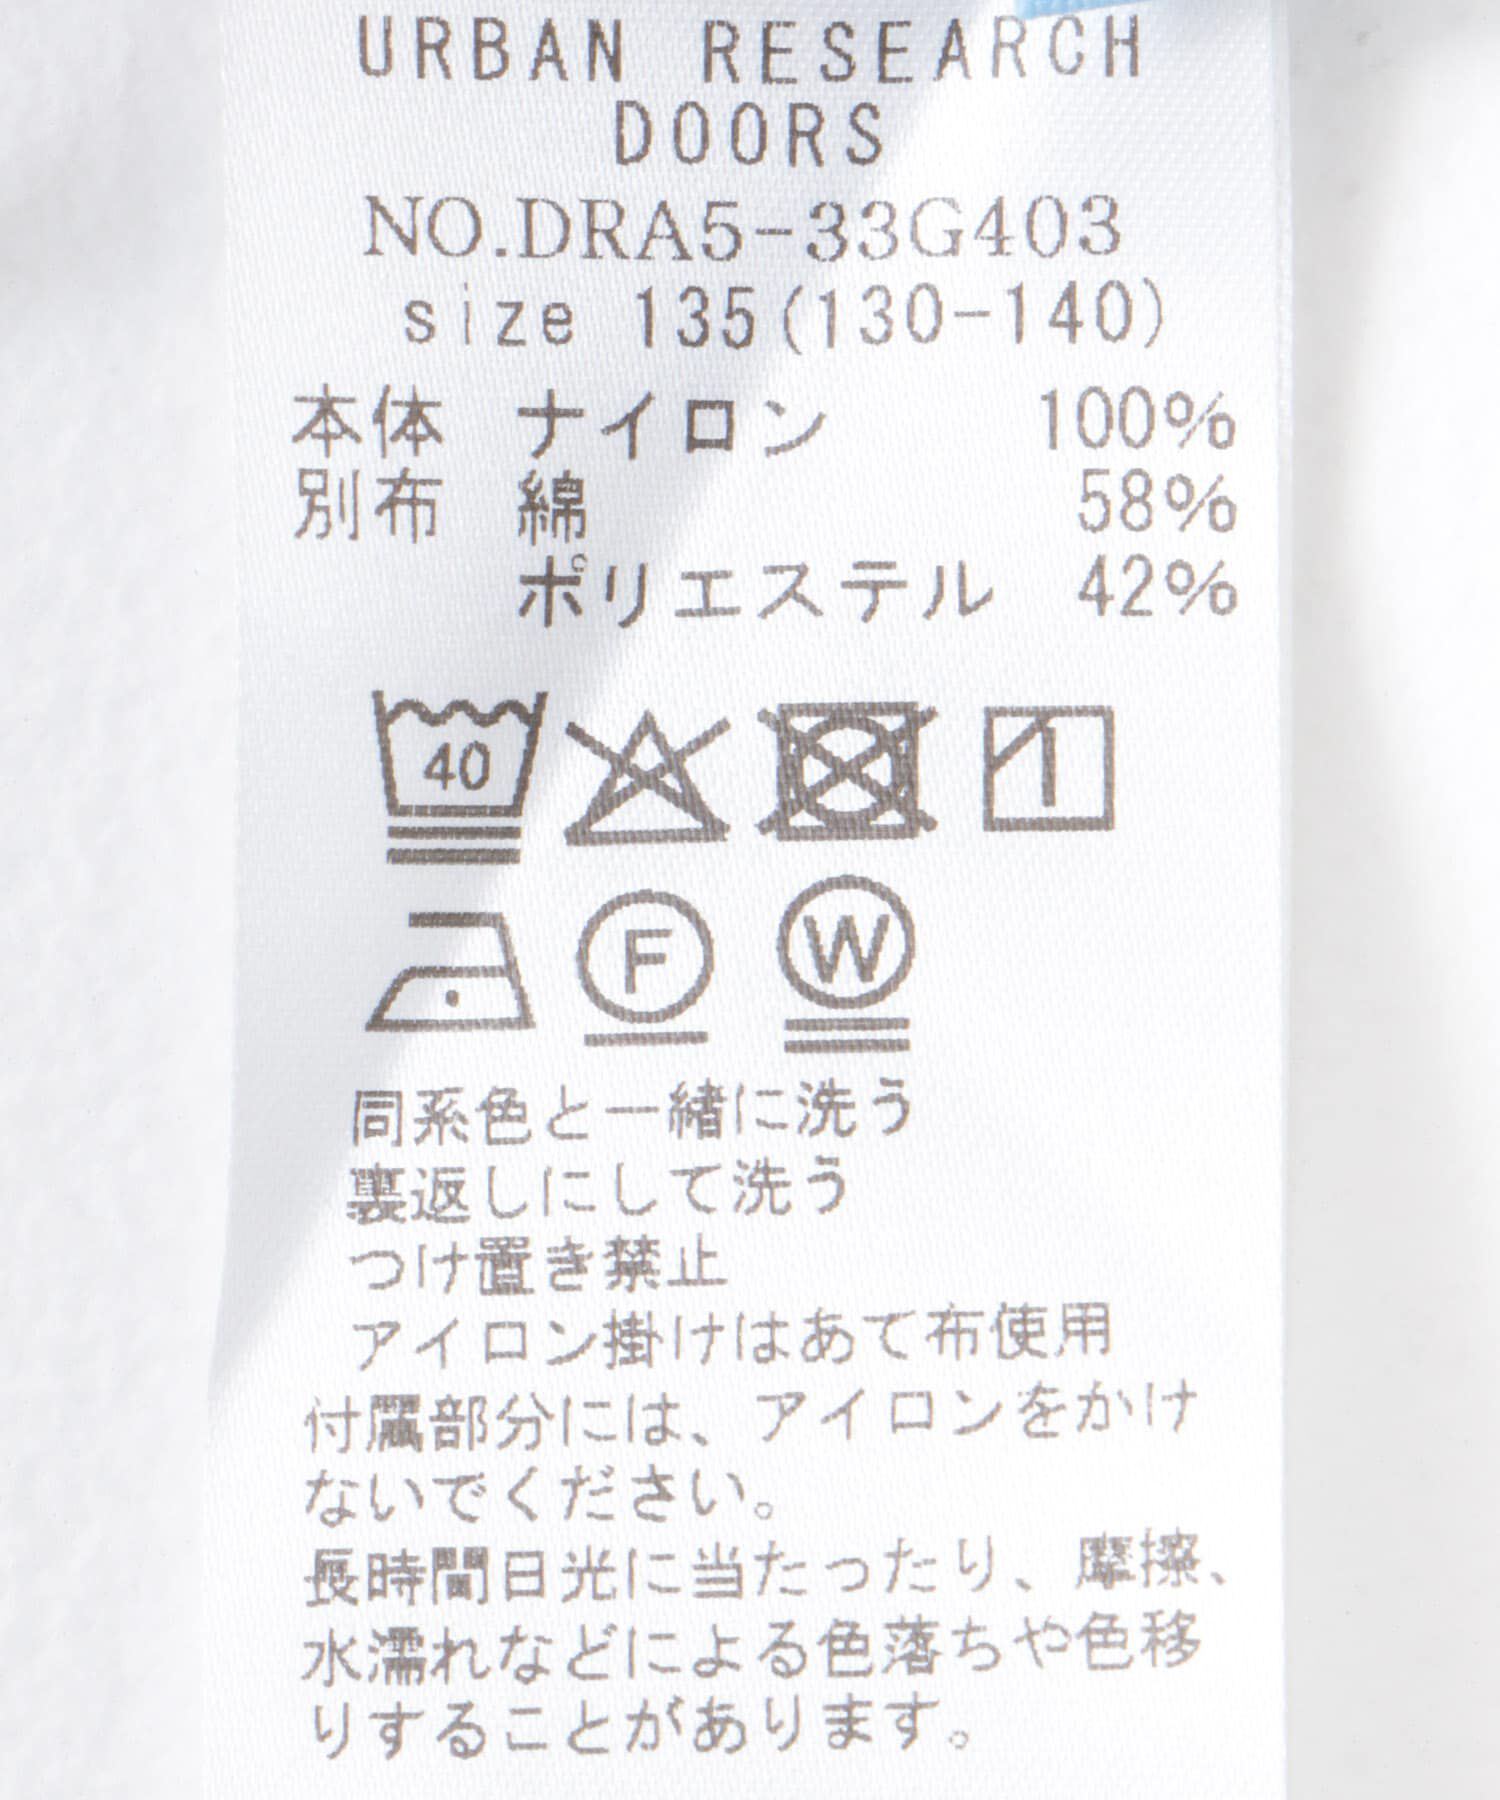 URBAN RESEARCH
DOORS
NO.DRA5-33G403
size 135(130-140)
本体 ナイロン 100%
別布 綿 58%
ポリエステル 42%
40
F W
同系色と一緒に洗う
裏返しにして洗う
つけ置き禁止
アイロン掛けはあて布使用
付属部分には、アイロンをかけ
ないでください。
長時間日光に当たったり、摩擦、
水濡れなどによる色落ちや色移
りすることがあります。